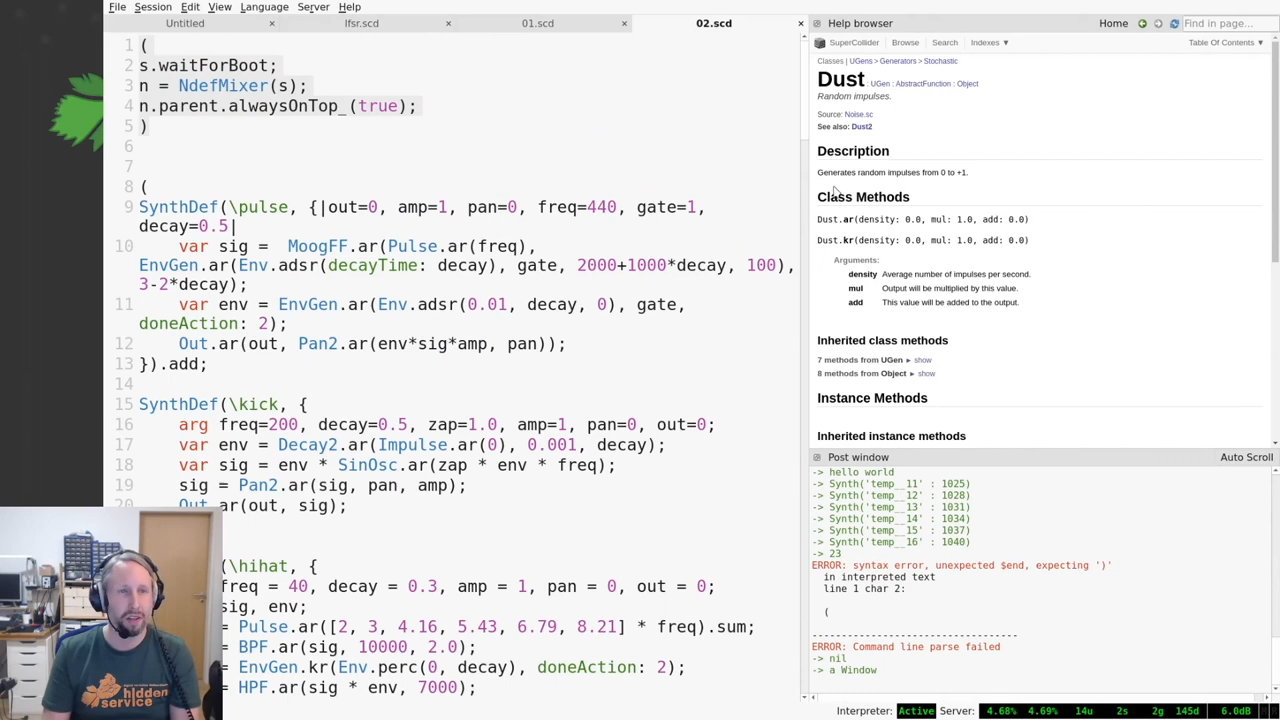 File Session Edit View Language Server Help
Untitled × lfsr.scd × 01.scd × 02.scd ×
1 (
2 s.waitForBoot;
3 n = NdefMixer(s);
4 n.parent.alwaysOnTop_(true);
5 )
6
7
8 (
9 SynthDef(\pulse, {|out=0, amp=1, pan=0, freq=440, gate=1,
decay=0.5|
10 var sig =  MoogFF.ar(Pulse.ar(freq),
EnvGen.ar(Env.adsr(decayTime: decay), gate, 2000+1000*decay, 100),
3-2*decay);
11 var env = EnvGen.ar(Env.adsr(0.01, decay, 0), gate,
doneAction: 2);
12 Out.ar(out, Pan2.ar(env*sig*amp, pan));
13 }).add;
14
15 SynthDef(\kick, {
16 arg freq=200, decay=0.5, zap=1.0, amp=1, pan=0, out=0;
17 var env = Decay2.ar(Impulse.ar(0), 0.001, decay);
18 var sig = env * SinOsc.ar(zap * env * freq);
19 sig = Pan2.ar(sig, pan, amp);
20 Out.ar(out, sig);
\hihat, {
freq = 40, decay = 0.3, amp = 1, pan = 0, out = 0;
sig, env;
Pulse.ar([2, 3, 4.16, 5.43, 6.79, 8.21] * freq).sum;
= BPF.ar(sig, 10000, 2.0);
= EnvGen.kr(Env.perc(0, decay), doneAction: 2);
= HPF.ar(sig * env, 7000);
hidden
service
Help browser Home Find in page...
SuperCollider Browse Search Indexes ▼ Table Of Contents ▼
Classes | UGens > Generators > Stochastic
Dust : UGen : AbstractFunction : Object
Random impulses.
Source: Noise.sc
See also: Dust2
Description
Generates random impulses from 0 to +1.
Class Methods
Dust.ar(density: 0.0, mul: 1.0, add: 0.0)
Dust.kr(density: 0.0, mul: 1.0, add: 0.0)
Arguments:
density Average number of impulses per second.
mul Output will be multiplied by this value.
add This value will be added to the output.
Inherited class methods
7 methods from UGen ► show
8 methods from Object ► show
Instance Methods
Inherited instance methods
Post window Auto Scroll
-> hello world
-> Synth('temp__11' : 1025)
-> Synth('temp__12' : 1028)
-> Synth('temp__13' : 1031)
-> Synth('temp__14' : 1034)
-> Synth('temp__15' : 1037)
-> Synth('temp__16' : 1040)
-> 23
ERROR: syntax error, unexpected $end, expecting ')'
in interpreted text
line 1 char 2:
(
-----------------------------------
ERROR: Command line parse failed
-> nil
-> a Window
Interpreter: Active Server: 4.68% 4.69% 14u 2s 2g 145d 6.0dB